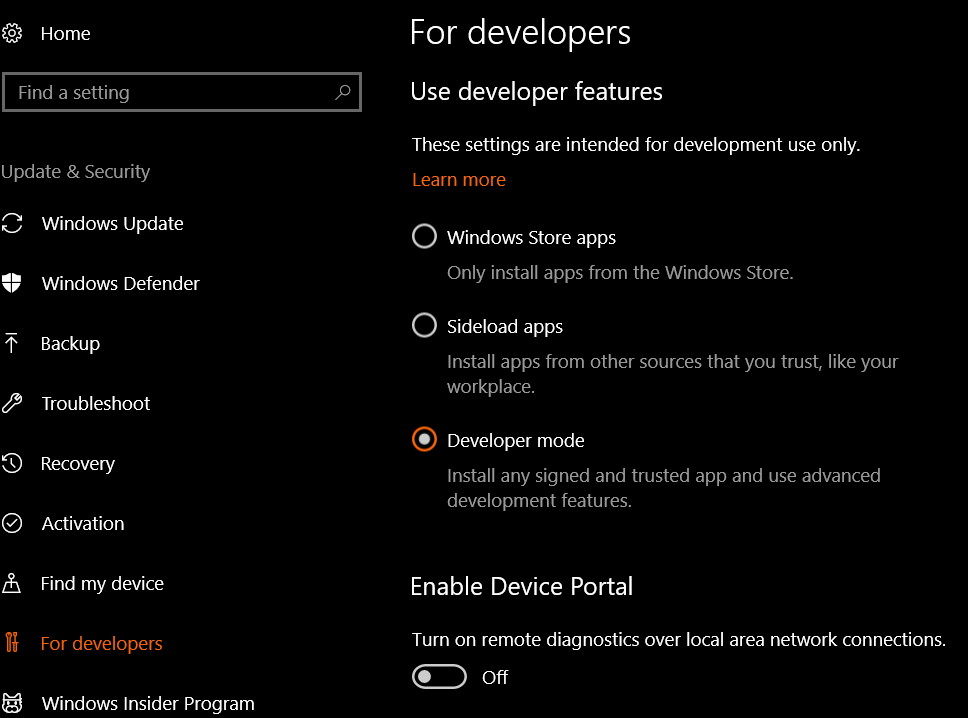 Home
Find a setting
Update & Security
Windows Update
Windows Defender
Backup
Troubleshoot
Recovery
Activation
Find my device
For developers
Windows Insider Program
For developers
Use developer features
These settings are intended for development use only.
Learn more
Windows Store apps
Only install apps from the Windows Store.
Sideload apps
Install apps from other sources that you trust, like your
workplace.
Developer mode
Install any signed and trusted app and use advanced
development features.
Enable Device Portal
Turn on remote diagnostics over local area network connections.
Off